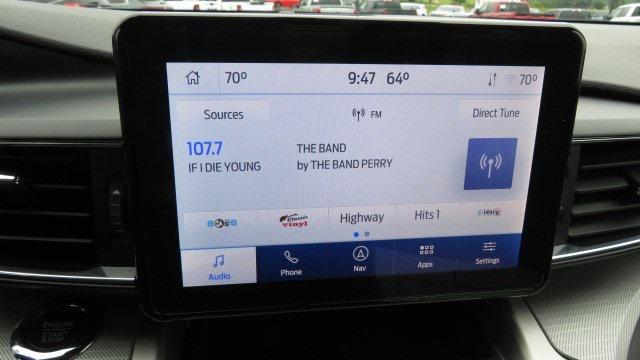 70° 9:47 64° 70°
Sources FM Direct Tune
107.7 THE BAND
IF I DIE YOUNG by THE BAND PERRY
Classic vinyl Highway Hits 1
Audio Phone Nav Apps Settings
ENGINE
START
STOP